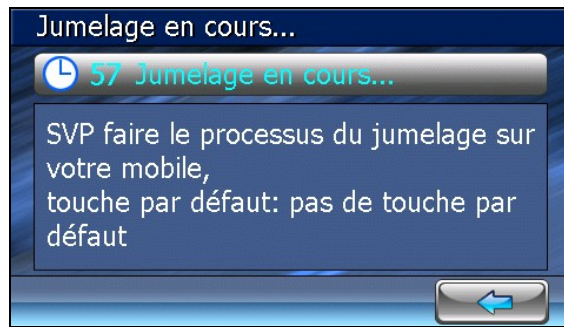 Jumelage en cours...
57 Jumelage en cours...
SVP faire le processus du jumelage sur
votre mobile,
touche par défaut: pas de touche par
défaut